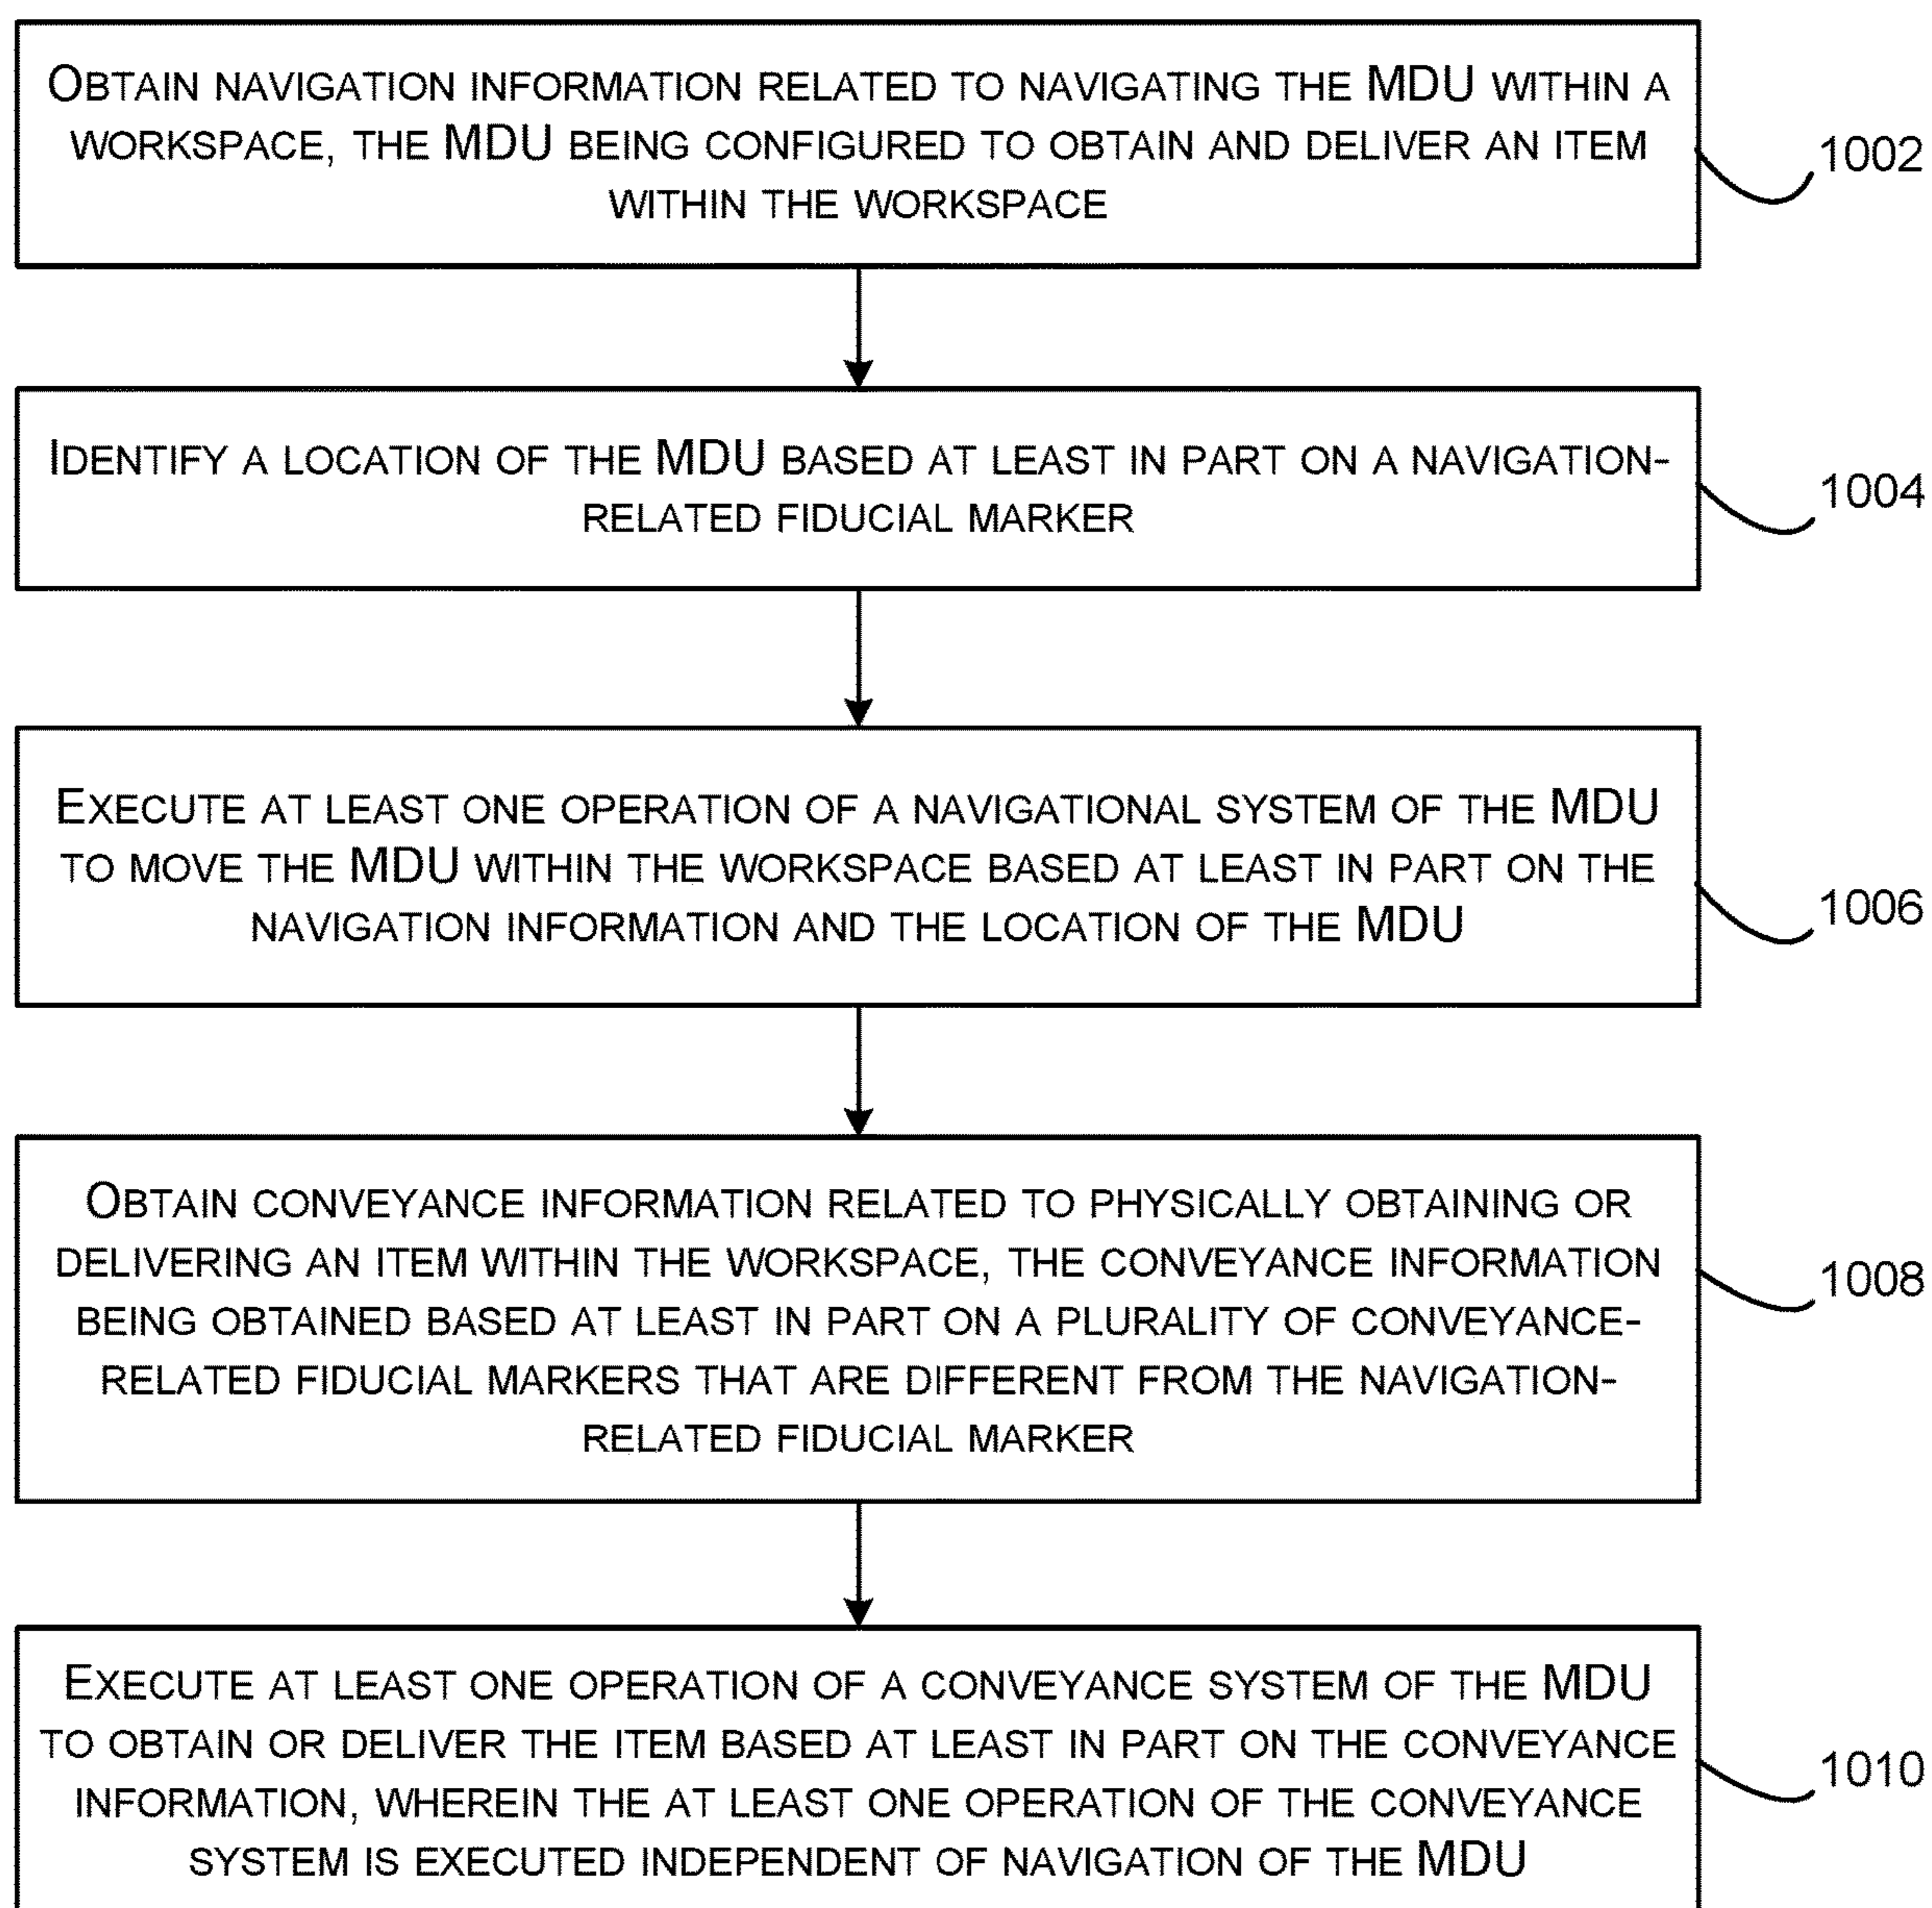 OBTAIN NAVIGATION INFORMATION RELATED TO NAVIGATING THE MDU WITHIN A
WORKSPACE, THE MDU BEING CONFIGURED TO OBTAIN AND DELIVER AN ITEM
WITHIN THE WORKSPACE
1002
IDENTIFY A LOCATION OF THE MDU BASED AT LEAST IN PART ON A NAVIGATION-
RELATED FIDUCIAL MARKER
1004
EXECUTE AT LEAST ONE OPERATION OF A NAVIGATIONAL SYSTEM OF THE MDU
TO MOVE THE MDU WITHIN THE WORKSPACE BASED AT LEAST IN PART ON THE
NAVIGATION INFORMATION AND THE LOCATION OF THE MDU
1006
OBTAIN CONVEYANCE INFORMATION RELATED TO PHYSICALLY OBTAINING OR
DELIVERING AN ITEM WITHIN THE WORKSPACE, THE CONVEYANCE INFORMATION
BEING OBTAINED BASED AT LEAST IN PART ON A PLURALITY OF CONVEYANCE-
RELATED FIDUCIAL MARKERS THAT ARE DIFFERENT FROM THE NAVIGATION-
RELATED FIDUCIAL MARKER
1008
EXECUTE AT LEAST ONE OPERATION OF A CONVEYANCE SYSTEM OF THE MDU
TO OBTAIN OR DELIVER THE ITEM BASED AT LEAST IN PART ON THE CONVEYANCE
INFORMATION, WHEREIN THE AT LEAST ONE OPERATION OF THE CONVEYANCE
SYSTEM IS EXECUTED INDEPENDENT OF NAVIGATION OF THE MDU
1010